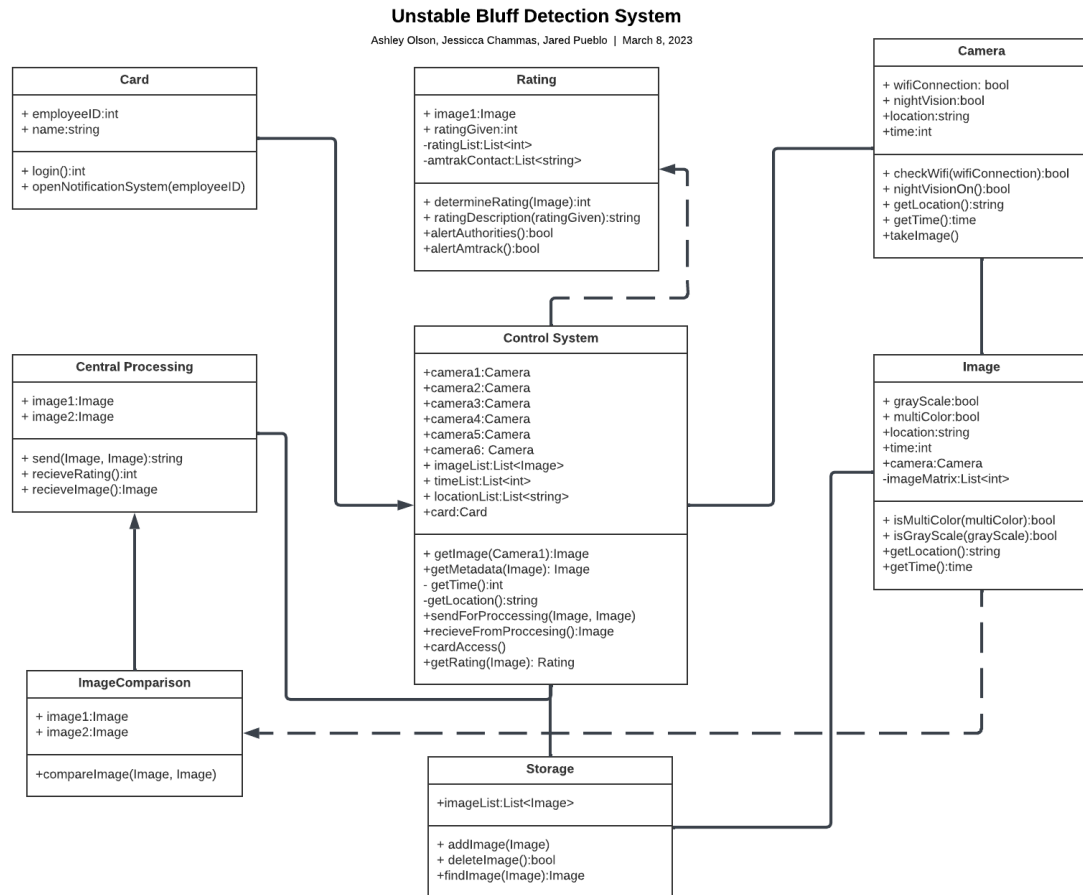 Unstable Bluff Detection System
Ashley Olson, Jessicca Chammas, Jared Pueblo | March 8, 2023
Card
+ employeeID:int
+ name:string
+ login():int
+ openNotificationSystem(employeeID)
Rating
+ image1:Image
+ ratingGiven:int
-ratingList:List<int>
-amtrakContact:List<string>
+ determineRating(Image):int
+ ratingDescription(ratingGiven):string
+alertAuthorities():bool
+alertAmtrack():bool
Camera
+ wifiConnection: bool
+ nightVision:bool
+location:string
+time:int
+ checkWifi(wifiConnection):bool
+ nightVisionOn():bool
+ getLocation():string
+ getTime():time
+takeImage()
Central Processing
+ image1:Image
+ image2:Image
+ send(Image, Image):string
+ recieveRating():int
+ recieveImage():Image
Control System
+camera1:Camera
+camera2:Camera
+camera3:Camera
+camera4:Camera
+camera5:Camera
+camera6: Camera
+ imageList:List<Image>
+ timeList:List<int>
+ locationList:List<string>
+card:Card
+ getImage(Camera1):Image
+getMetadata(Image): Image
- getTime():int
-getLocation():string
+sendForProccessing(Image, Image)
+recieveFromProccesing():Image
+cardAccess()
+getRating(Image): Rating
Image
+ grayScale:bool
+ multiColor:bool
+location:string
+time:int
+camera:Camera
-imageMatrix:List<int>
+ isMultiColor(multiColor):bool
+ isGrayScale(grayScale):bool
+getLocation():string
+getTime():time
ImageComparison
+ image1:Image
+ image2:Image
+compareImage(Image, Image)
Storage
+imageList:List<Image>
+ addImage(Image)
+ deleteImage():bool
+findImage(Image):Image